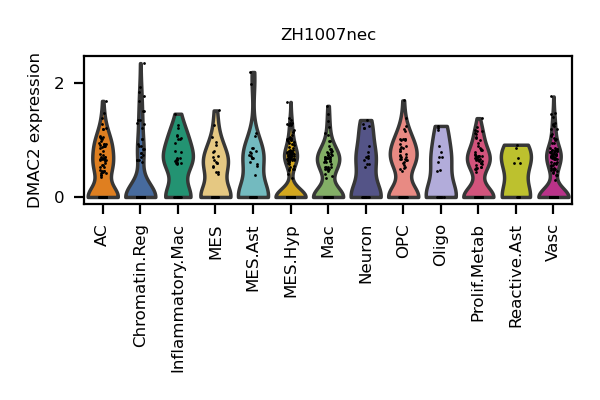 ZH1007nec
DMAC2 expression
2
0
AC
Chromatin.Reg
Inflammatory.Mac
MES
MES.Ast
MES.Hyp
Mac
Neuron
OPC
Oligo
Prolif.Metab
Reactive.Ast
Vasc